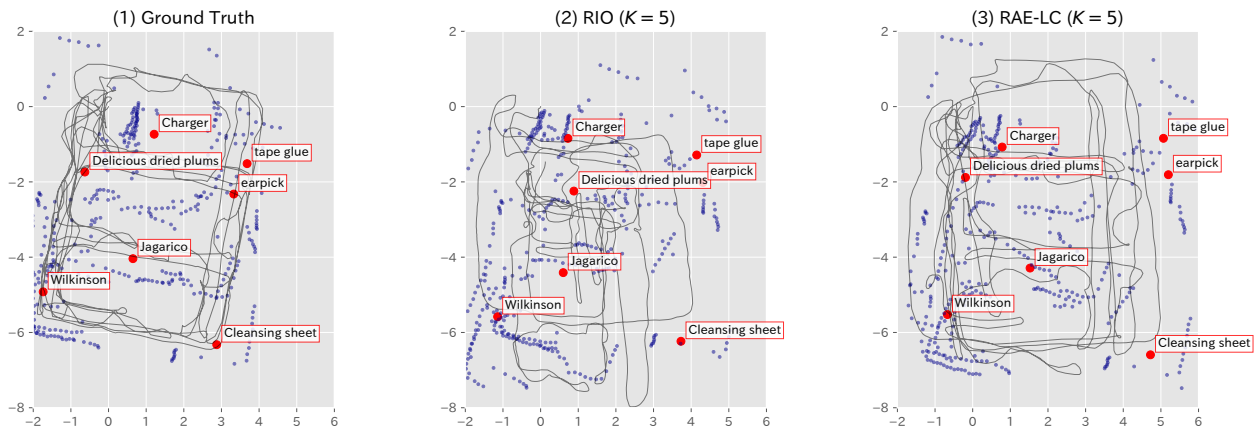 (1) Ground Truth
2
0
−2
−4
−6
−8
−2 −1 0 1 2 3 4 5 6
Charger
tape glue
Delicious dried plums
earpick
Jagarico
Wilkinson
Cleansing sheet
(2) RIO (K = 5)
2
0
−2
−4
−6
−8
−2 −1 0 1 2 3 4 5 6
Charger
tape glue
Delicious dried plums
earpick
Jagarico
Wilkinson
Cleansing sheet
(3) RAE-LC (K = 5)
2
0
−2
−4
−6
−8
−2 −1 0 1 2 3 4 5 6
tape glue
Charger
earpick
Delicious dried plums
Jagarico
Wilkinson
Cleansing sheet